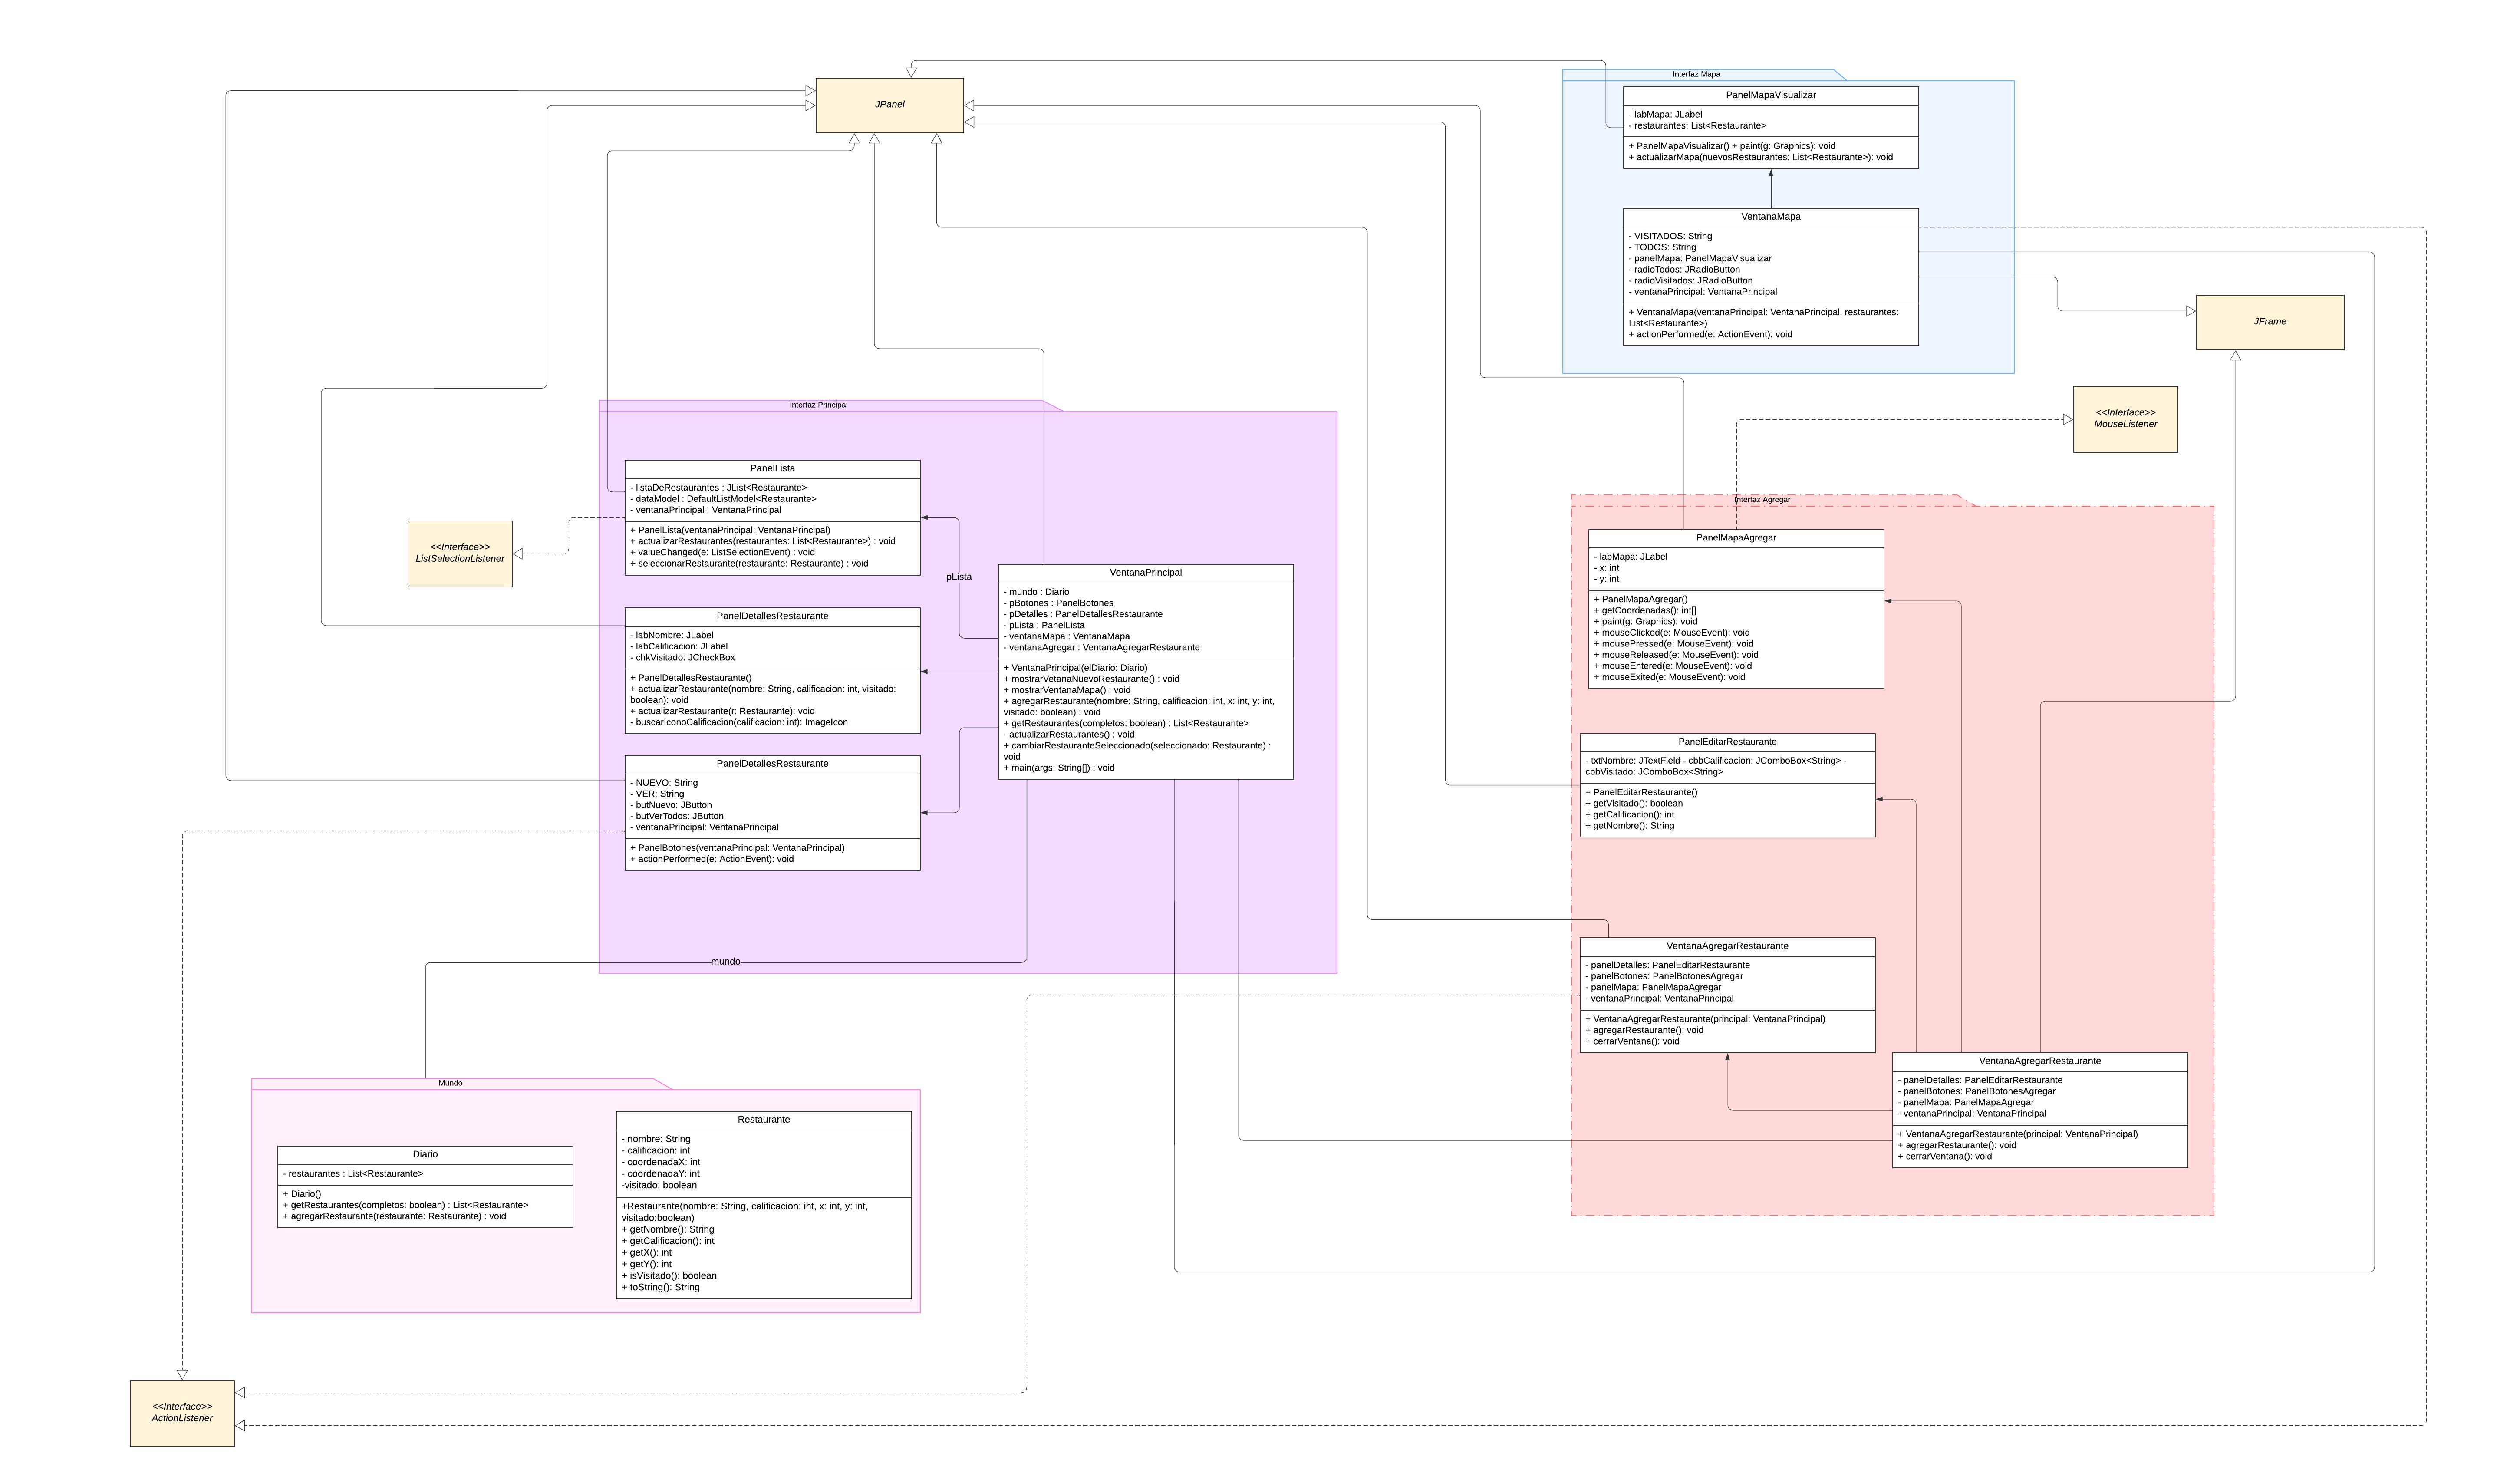 JPanel
Interfaz Mapa
PanelMapaVisualizar
- labMapa: JLabel
- restaurantes: List<Restaurante>
+ PanelMapaVisualizar() + paint(g: Graphics): void
+ actualizarMapa(nuevosRestaurantes: List<Restaurante>): void
VentanaMapa
- VISITADOS: String
- TODOS: String
- panelMapa: PanelMapaVisualizar
- radioTodos: JRadioButton
- radioVisitados: JRadioButton
- ventanaPrincipal: VentanaPrincipal
+ VentanaMapa(ventanaPrincipal: VentanaPrincipal, restaurantes:
List<Restaurante>)
+ actionPerformed(e: ActionEvent): void
JFrame
<<Interface>>
MouseListener
Interfaz Principal
PanelLista
- listaDeRestaurantes : JList<Restaurante>
- dataModel : DefaultListModel<Restaurante>
- ventanaPrincipal : VentanaPrincipal
+ PanelLista(ventanaPrincipal: VentanaPrincipal)
+ actualizarRestaurantes(restaurantes: List<Restaurante>) : void
+ valueChanged(e: ListSelectionEvent) : void
+ seleccionarRestaurante(restaurante: Restaurante) : void
<<Interface>>
ListSelectionListener
pLista
PanelDetallesRestaurante
- labNombre: JLabel
- labCalificacion: JLabel
- chkVisitado: JCheckBox
+ PanelDetallesRestaurante()
+ actualizarRestaurante(nombre: String, calificacion: int, visitado:
boolean): void
+ actualizarRestaurante(r: Restaurante): void
- buscarIconoCalificacion(calificacion: int): ImageIcon
PanelDetallesRestaurante
- NUEVO: String
- VER: String
- butNuevo: JButton
- butVerTodos: JButton
- ventanaPrincipal: VentanaPrincipal
+ PanelBotones(ventanaPrincipal: VentanaPrincipal)
+ actionPerformed(e: ActionEvent): void
VentanaPrincipal
- mundo : Diario
- pBotones : PanelBotones
- pDetalles : PanelDetallesRestaurante
- pLista : PanelLista
- ventanaMapa : VentanaMapa
- ventanaAgregar : VentanaAgregarRestaurante
+ VentanaPrincipal(elDiario: Diario)
+ mostrarVetanaNuevoRestaurante() : void
+ mostrarVentanaMapa() : void
+ agregarRestaurante(nombre: String, calificacion: int, x: int, y: int,
visitado: boolean) : void
+ getRestaurantes(completos: boolean) : List<Restaurante>
- actualizarRestaurantes() : void
+ cambiarRestauranteSeleccionado(seleccionado: Restaurante) :
void
+ main(args: String[]) : void
mundo
Interfaz Agregar
PanelMapaAgregar
- labMapa: JLabel
- x: int
- y: int
+ PanelMapaAgregar()
+ getCoordenadas(): int[]
+ paint(g: Graphics): void
+ mouseClicked(e: MouseEvent): void
+ mousePressed(e: MouseEvent): void
+ mouseReleased(e: MouseEvent): void
+ mouseEntered(e: MouseEvent): void
+ mouseExited(e: MouseEvent): void
PanelEditarRestaurante
- txtNombre: JTextField - cbbCalificacion: JComboBox<String> -
cbbVisitado: JComboBox<String>
+ PanelEditarRestaurante()
+ getVisitado(): boolean
+ getCalificacion(): int
+ getNombre(): String
VentanaAgregarRestaurante
- panelDetalles: PanelEditarRestaurante
- panelBotones: PanelBotonesAgregar
- panelMapa: PanelMapaAgregar
- ventanaPrincipal: VentanaPrincipal
+ VentanaAgregarRestaurante(principal: VentanaPrincipal)
+ agregarRestaurante(): void
+ cerrarVentana(): void
VentanaAgregarRestaurante
- panelDetalles: PanelEditarRestaurante
- panelBotones: PanelBotonesAgregar
- panelMapa: PanelMapaAgregar
- ventanaPrincipal: VentanaPrincipal
+ VentanaAgregarRestaurante(principal: VentanaPrincipal)
+ agregarRestaurante(): void
+ cerrarVentana(): void
Mundo
Diario
- restaurantes : List<Restaurante>
+ Diario()
+ getRestaurantes(completos: boolean) : List<Restaurante>
+ agregarRestaurante(restaurante: Restaurante) : void
Restaurante
- nombre: String
- calificacion: int
- coordenadaX: int
- coordenadaY: int
-visitado: boolean
+Restaurante(nombre: String, calificacion: int, x: int, y: int,
visitado:boolean)
+ getNombre(): String
+ getCalificacion(): int
+ getX(): int
+ getY(): int
+ isVisitado(): boolean
+ toString(): String
<<Interface>>
ActionListener